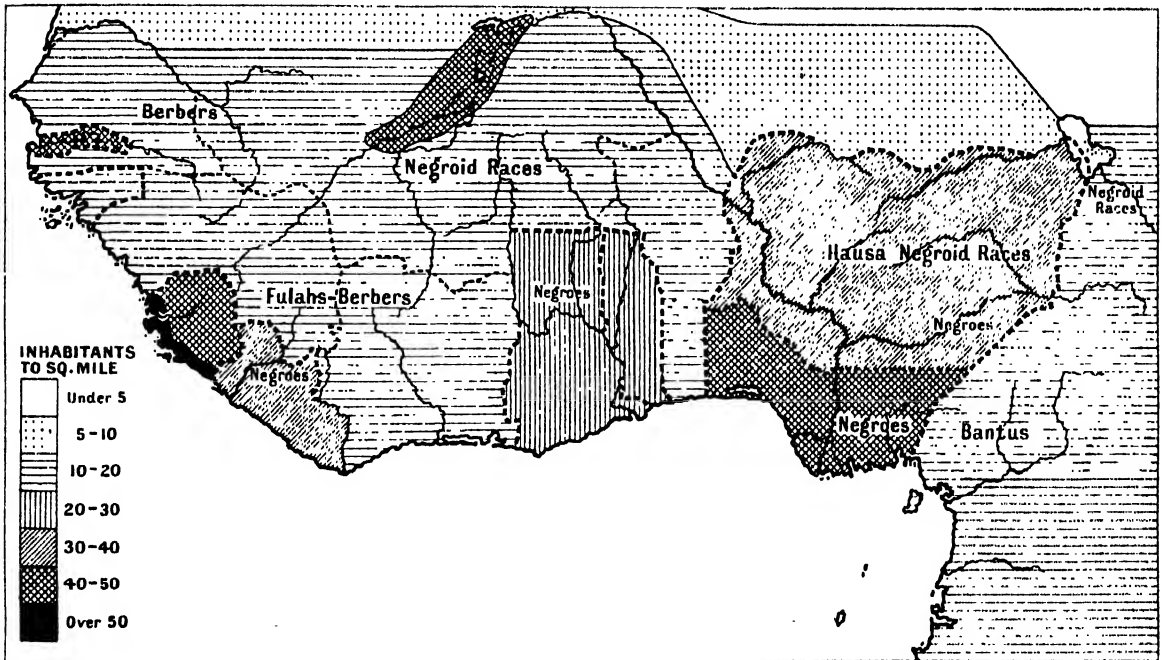 Berbers
Negroid Races
Negroid
Races
Hausa Negroid Races
Negroes
Fulahs-Berbers
Negroes
Negroes
Negroes
Bantus
INHABITANTS
TO SQ. MILE
Under 5
5-10
10-20
20-30
30-40
40-50
Over 50